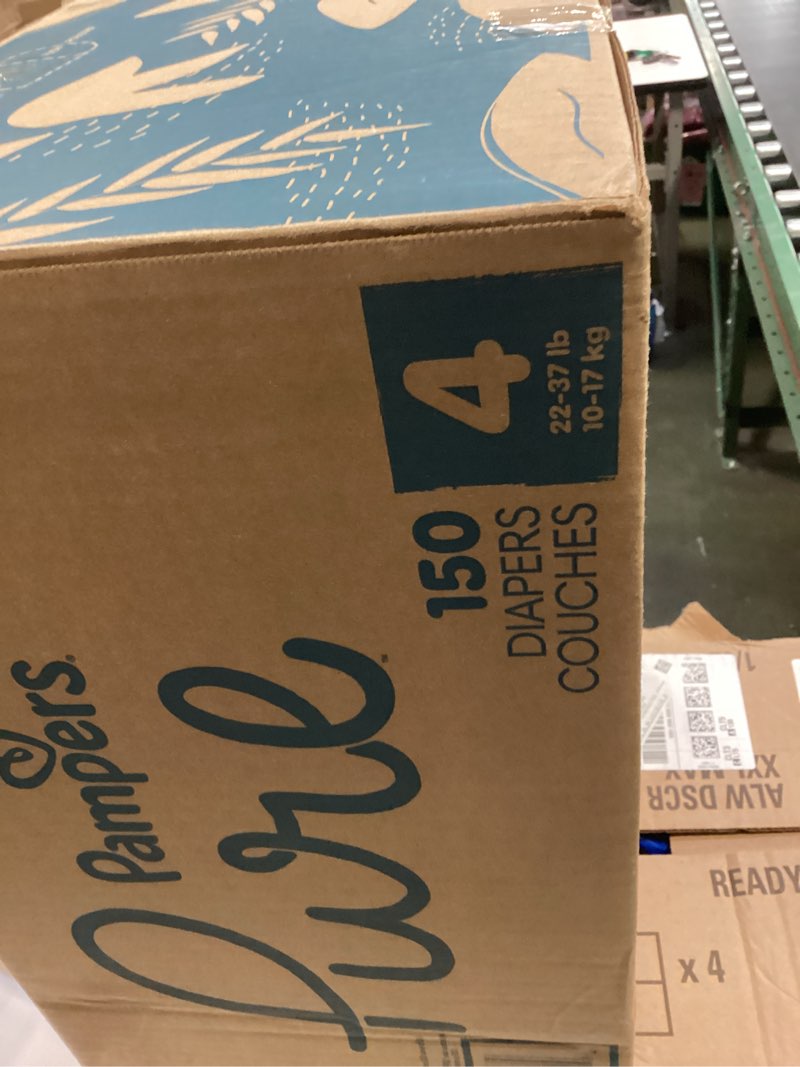 Pampers.
Pure
150
DIAPERS
COUCHES
4
22-37 lb
10-17 kg
ALW DSCR
XXL MAX
READY
x 4